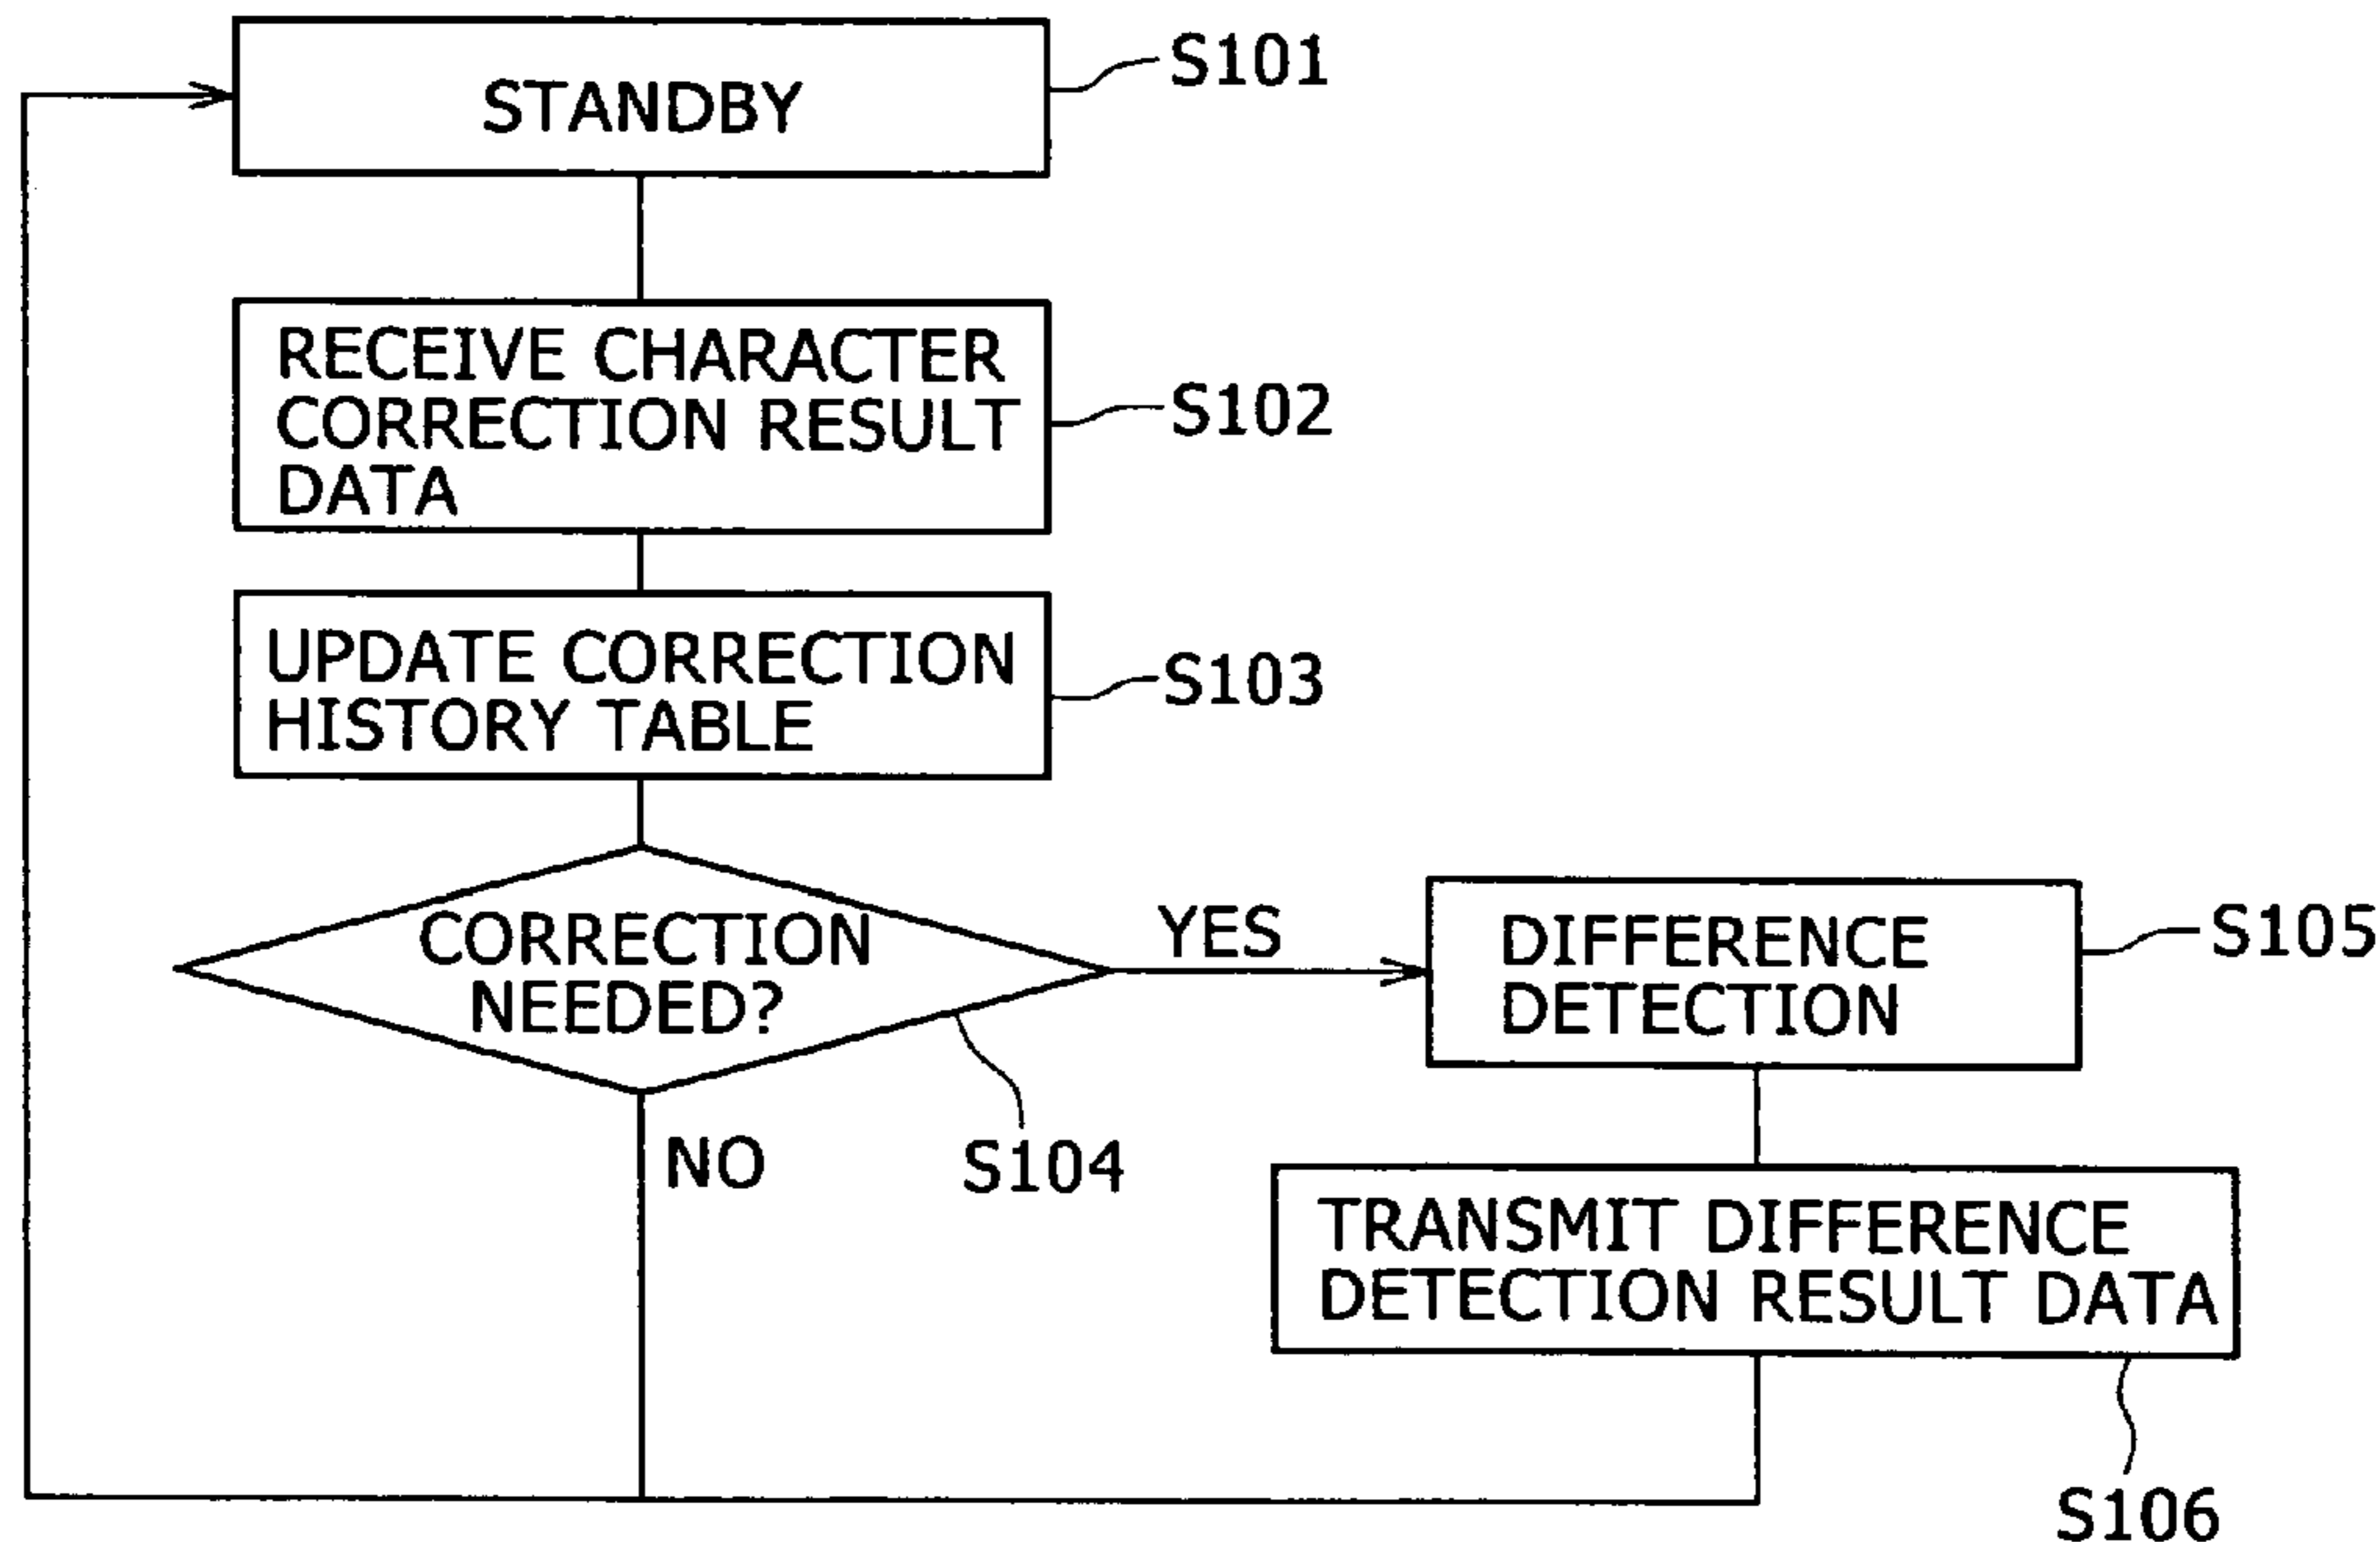 STANDBY
S101
RECEIVE CHARACTER
CORRECTION RESULT
DATA
S102
UPDATE CORRECTION
HISTORY TABLE
S103
CORRECTION
NEEDED?
S104
YES
NO
DIFFERENCE
DETECTION
S105
TRANSMIT DIFFERENCE
DETECTION RESULT DATA
S106